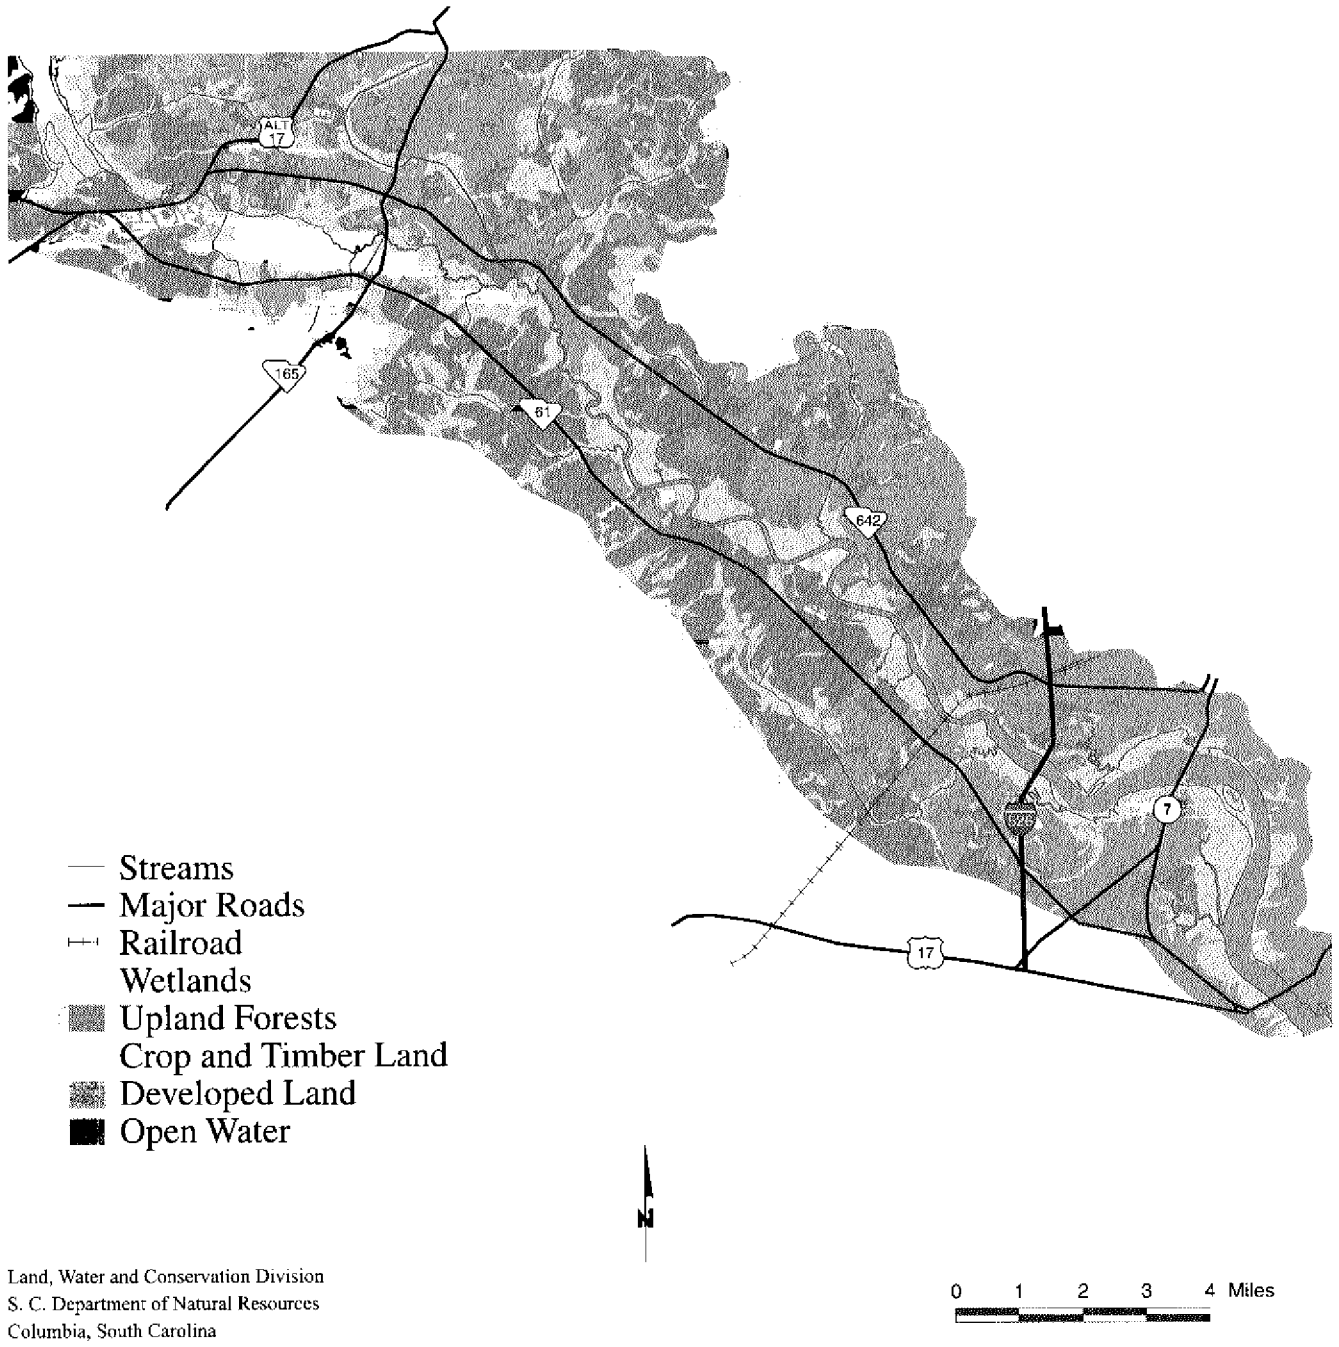 ALT
17
165
61
642
526
7
17
Streams
Major Roads
Railroad
Wetlands
Upland Forests
Crop and Timber Land
Developed Land
Open Water
N
Land, Water and Conservation Division
S. C. Department of Natural Resources
Columbia, South Carolina
0 1 2 3 4 Miles